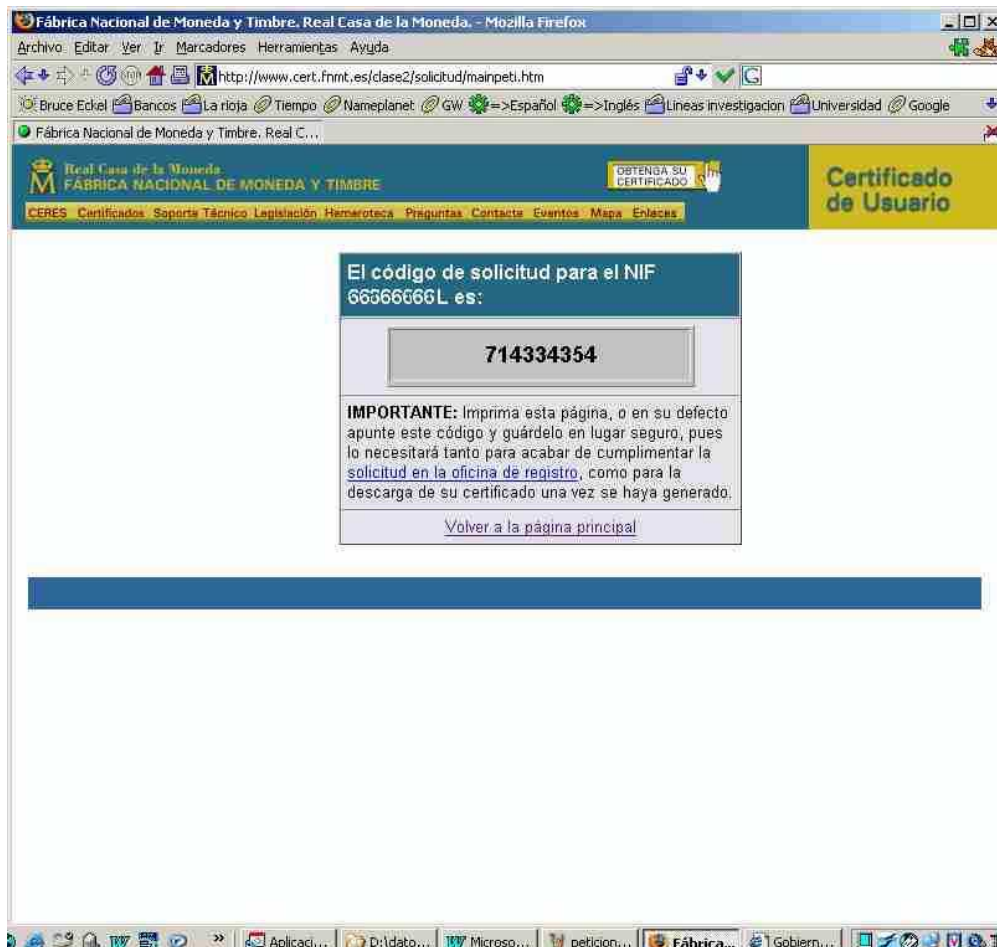 Fábrica Nacional de Moneda y Timbre. Real Casa de la Moneda. - Mozilla Firefox
Archivo Editar Ver Ir Marcadores Herramientas Ayuda
http://www.cert.fnmt.es/clase2/solicitud/mainpeti.htm
Bruce Eckel Bancos La rioja Tiempo Nameplanet GW =>Español =>Inglés Lineas investigacion Universidad Google
Fábrica Nacional de Moneda y Timbre. Real C...
Real Casa de la Moneda
FÁBRICA NACIONAL DE MONEDA Y TIMBRE
OBTENGA SU
CERTIFICADO
Certificado
de Usuario
CERES Certificados Soporte Técnico Legislación Hemeroteca Preguntas Contacta Eventos Mapa Enlaces
El código de solicitud para el NIF
66666666L es:
714334354
IMPORTANTE: Imprima esta página, o en su defecto
apunte este código y guárdelo en lugar seguro, pues
lo necesitará tanto para acabar de cumplimentar la
solicitud en la oficina de registro, como para la
descarga de su certificado una vez se haya generado.
Volver a la página principal
» Aplicaci... D:\dato... Microso... peticion... Fábrica... Gobiern...